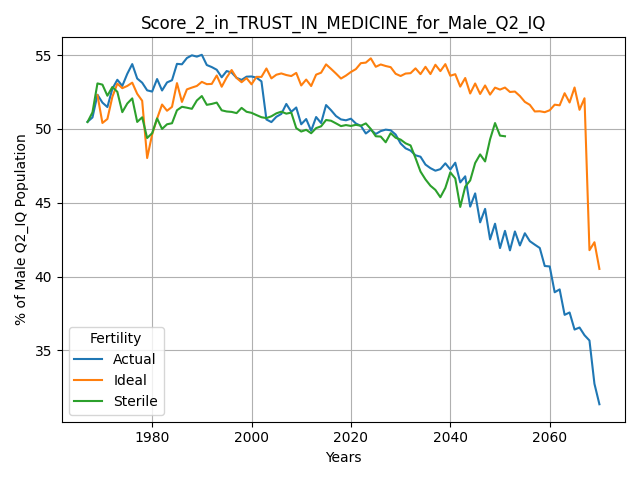 Score_2_in_TRUST_IN_MEDICINE_for_Male_Q2_IQ
% of Male Q2_IQ Population
55
50
45
40
35
Fertility
Actual
Ideal
Sterile
1980
2000
2020
2040
2060
Years